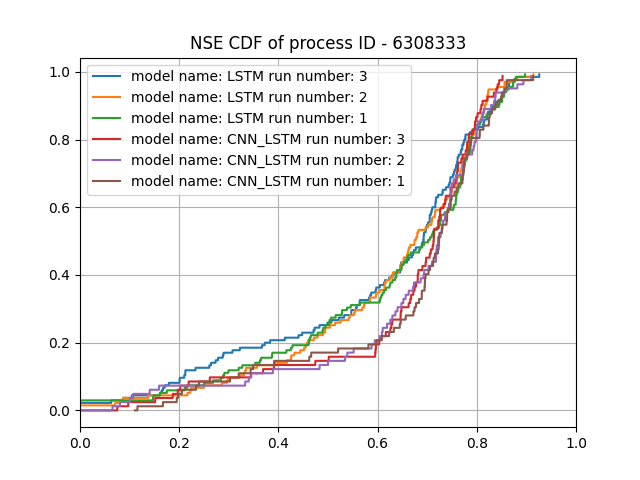 NSE CDF of process ID - 6308333
model name: LSTM run number: 3
model name: LSTM run number: 2
model name: LSTM run number: 1
model name: CNN_LSTM run number: 3
model name: CNN_LSTM run number: 2
model name: CNN_LSTM run number: 1
1.0
0.8
0.6
0.4
0.2
0.0
0.0 0.2 0.4 0.6 0.8 1.0